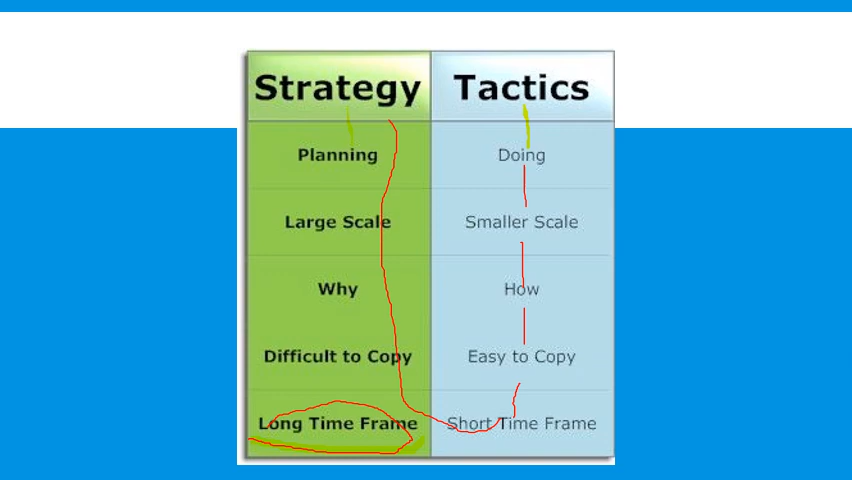 Strategy Tactics
Planning Doing
Large Scale Smaller Scale
Why How
Difficult to Copy Easy to Copy
Long Time Frame Short Time Frame